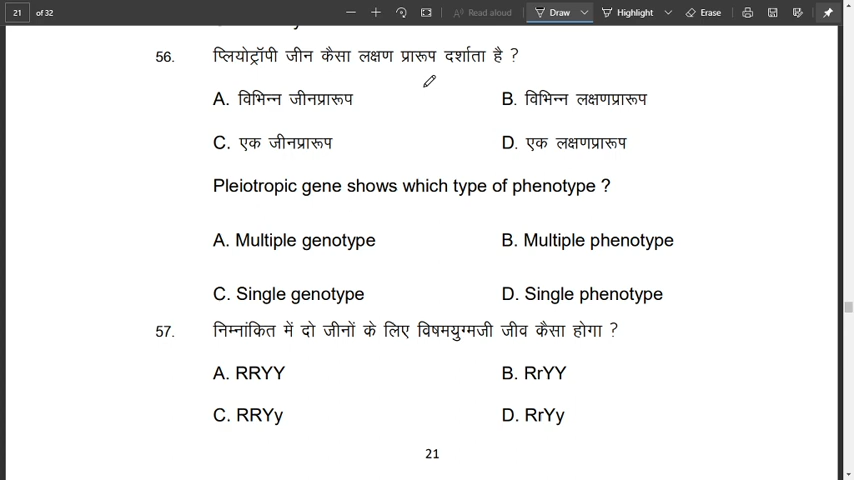 21 of 32 Read aloud Draw Highlight Erase
56. प्लियोट्रॉपी जीन कैसा लक्षण प्रारूप दर्शाता है ?
A. विभिन्न जीनप्रारूप B. विभिन्न लक्षणप्रारूप
C. एक जीनप्रारूप D. एक लक्षणप्रारूप
Pleiotropic gene shows which type of phenotype ?
A. Multiple genotype B. Multiple phenotype
C. Single genotype D. Single phenotype
57. निम्नांकित में दो जीनों के लिए विषमयुग्मजी जीव कैसा होगा ?
A. RRYY B. RrYY
C. RRYy D. RrYy
21